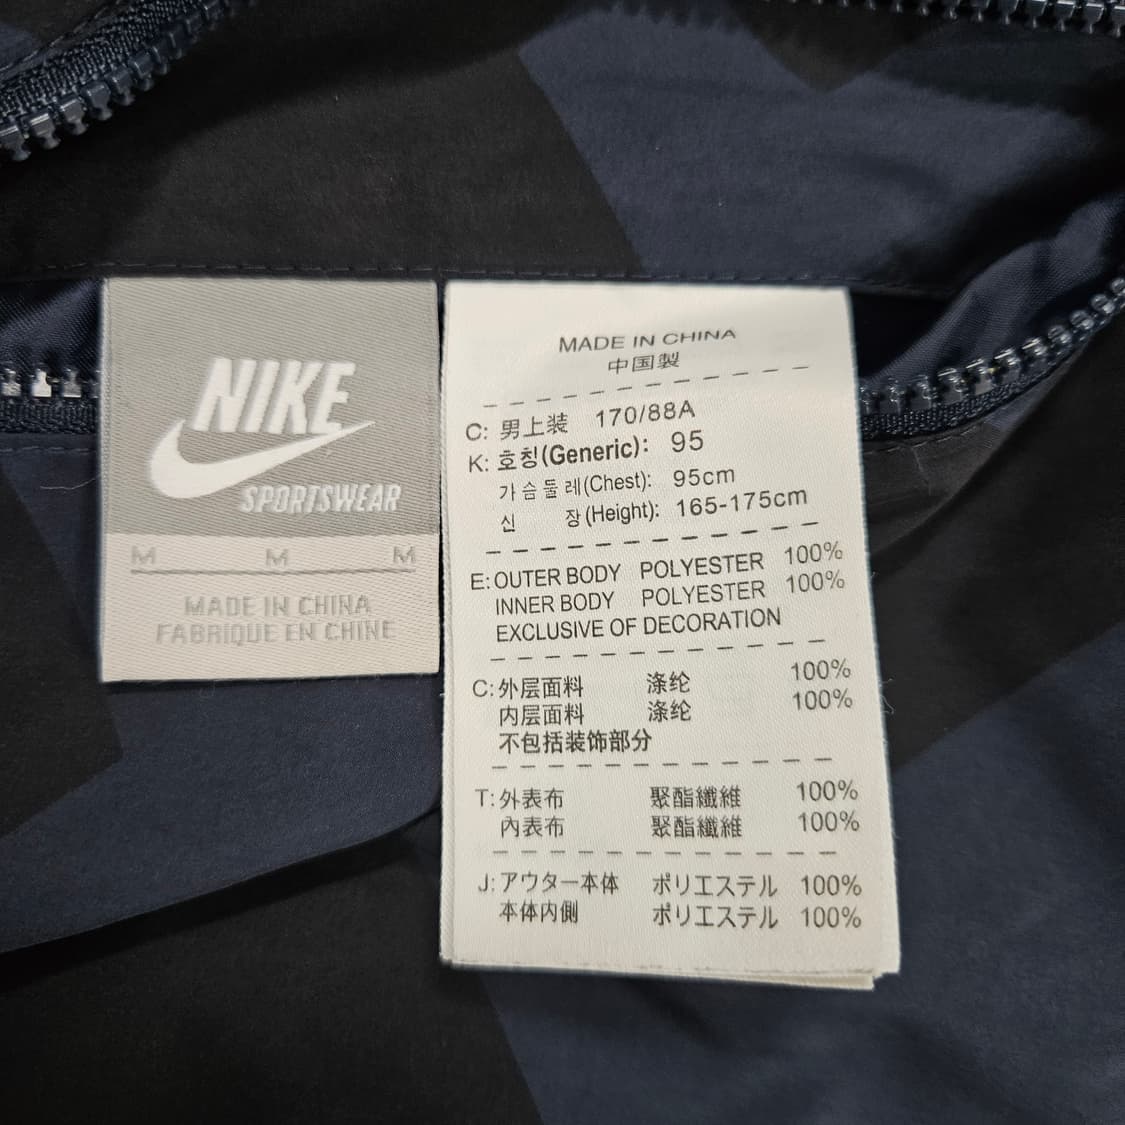 NIKE
SPORTSWEAR
M M M
MADE IN CHINA
FABRIQUE EN CHINE
MADE IN CHINA
中国製
C: 男上装 170/88A
K: 호칭(Generic): 95
가슴둘레(Chest): 95cm
신 장(Height): 165-175cm
E: OUTER BODY POLYESTER 100%
INNER BODY POLYESTER 100%
EXCLUSIVE OF DECORATION
C: 外层面料 涤纶 100%
内层面料 涤纶 100%
不包括装饰部分
T: 外表布 聚酯纖維 100%
內表布 聚酯纖維 100%
J: アウター本体 ポリエステル 100%
本体内側 ポリエステル 100%